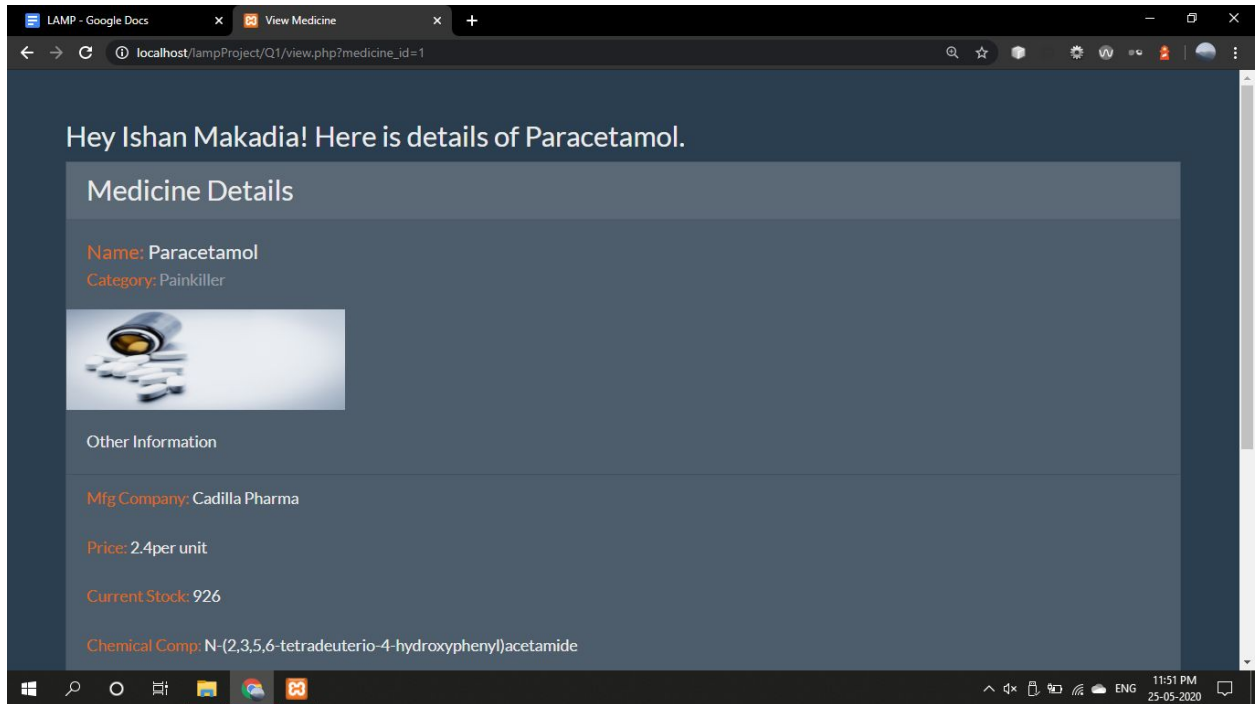 LAMP - Google Docs
View Medicine
localhost/lampProject/Q1/view.php?medicine_id=1
Hey Ishan Makadia! Here is details of Paracetamol.
Medicine Details
Name: Paracetamol
Category: Painkiller
Other Information
Mfg Company: Cadilla Pharma
Price: 2.4per unit
Current Stock: 926
Chemical Comp: N-(2,3,5,6-tetradeuterio-4-hydroxyphenyl)acetamide
ENG
11:51 PM
25-05-2020